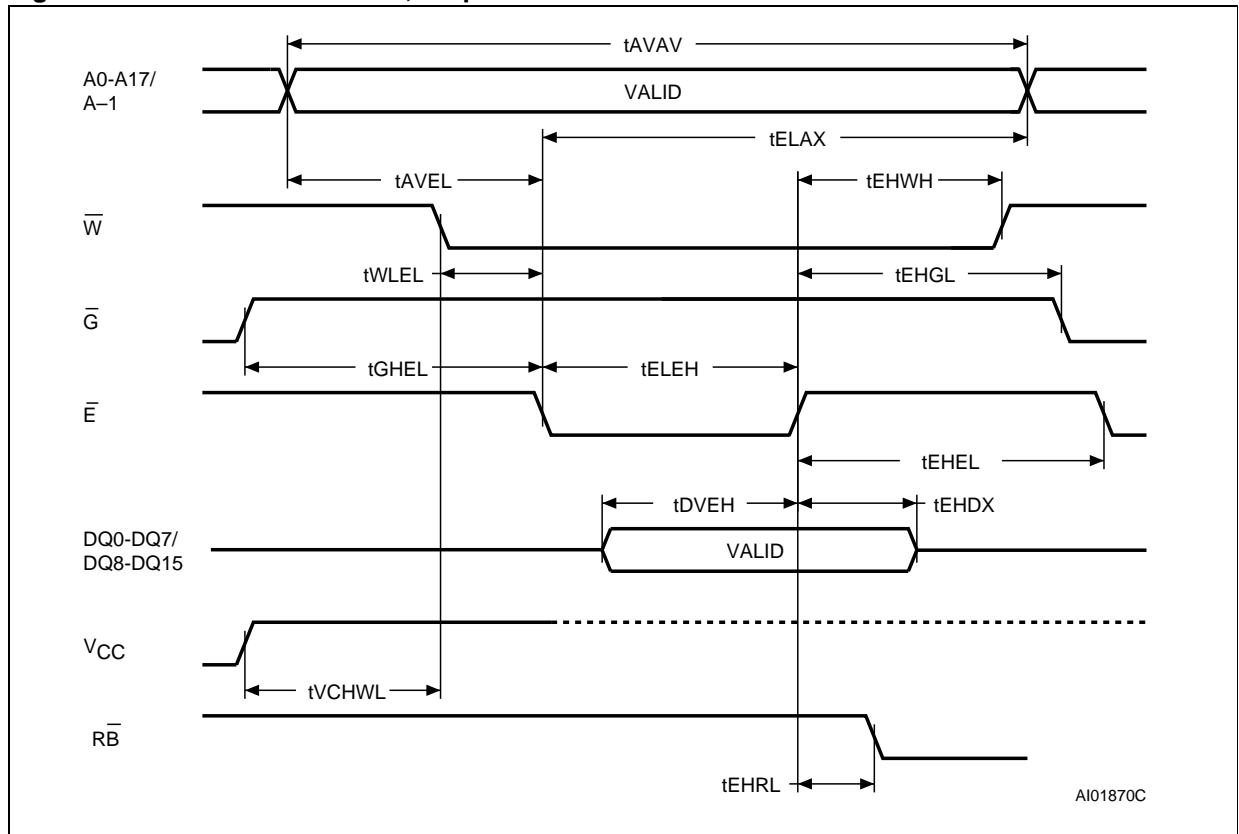 tAVAV
A0-A17/
A–1
VALID
tELAX
tAVEL
tEHWH
W̅
tWLEL
tEHGL
G̅
tGHEL
tELEH
E̅
tEHEL
tDVEH
tEHDX
DQ0-DQ7/
DQ8-DQ15
VALID
VCC
tVCHWL
RB̅
tEHRL
AI01870C